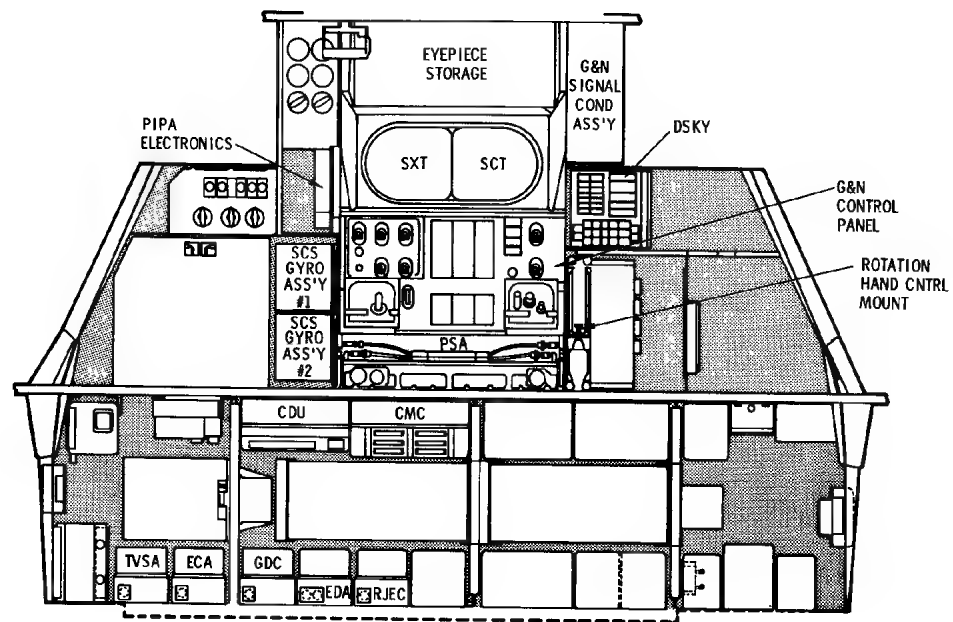 EYEPIECE
STORAGE
G&N
SIGNAL
COND
ASS'Y
PIPA
ELECTRONICS
DSKY
SXT
SCT
G&N
CONTROL
PANEL
SCS
GYRO
ASS'Y
#1
ROTATION
HAND CNTRL
MOUNT
SCS
GYRO
ASS'Y
#2
PSA
CDU
CMC
TVSA
ECA
GDC
EDA
RJEC